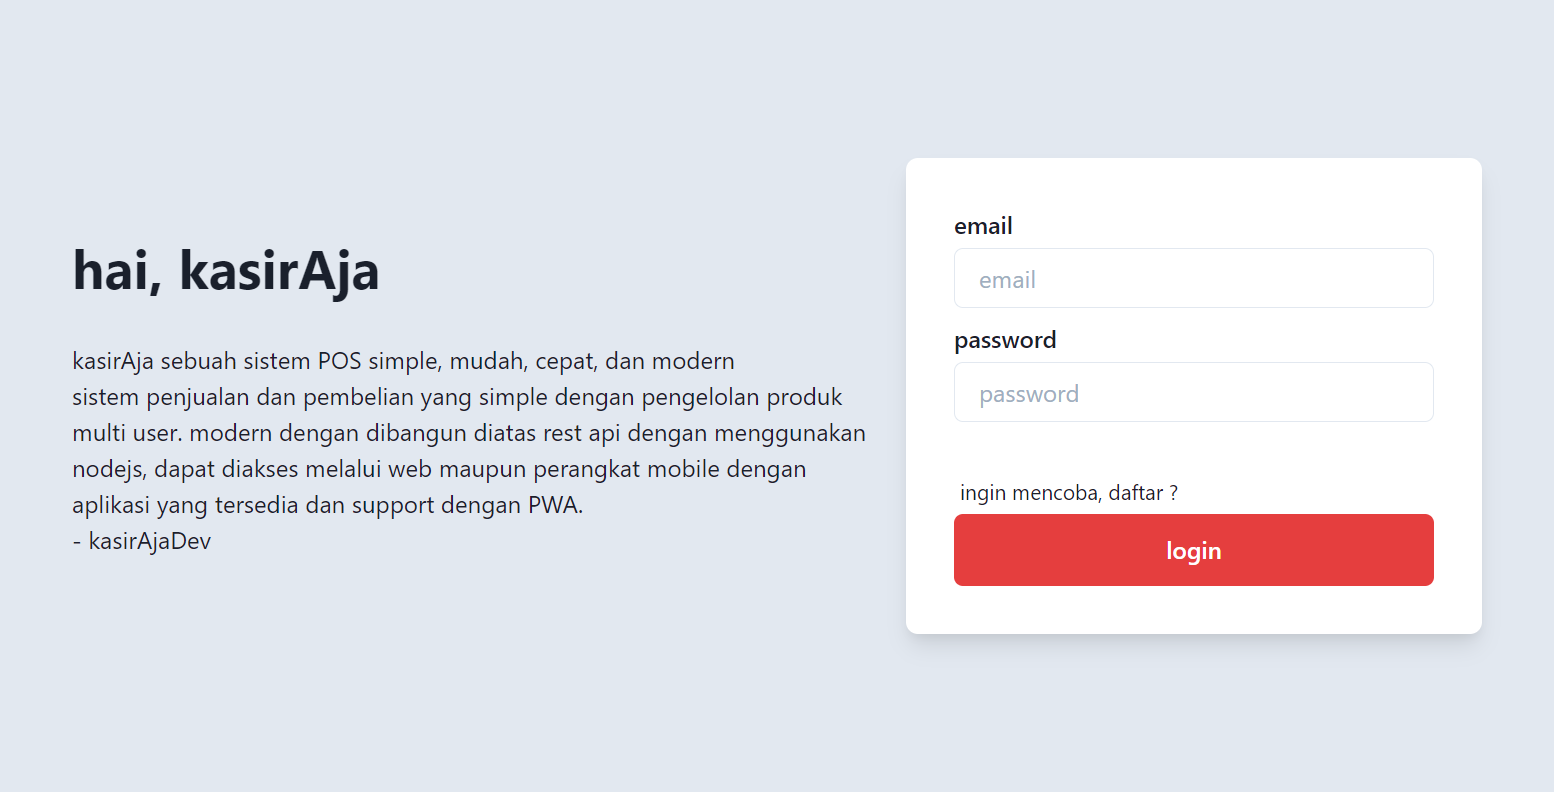 hai, kasirAja
kasirAja sebuah sistem POS simple, mudah, cepat, dan modern
sistem penjualan dan pembelian yang simple dengan pengelolan produk
multi user. modern dengan dibangun diatas rest api dengan menggunakan
nodejs, dapat diakses melalui web maupun perangkat mobile dengan
aplikasi yang tersedia dan support dengan PWA.
- kasirAjaDev
email
email
password
password
ingin mencoba, daftar ?
login